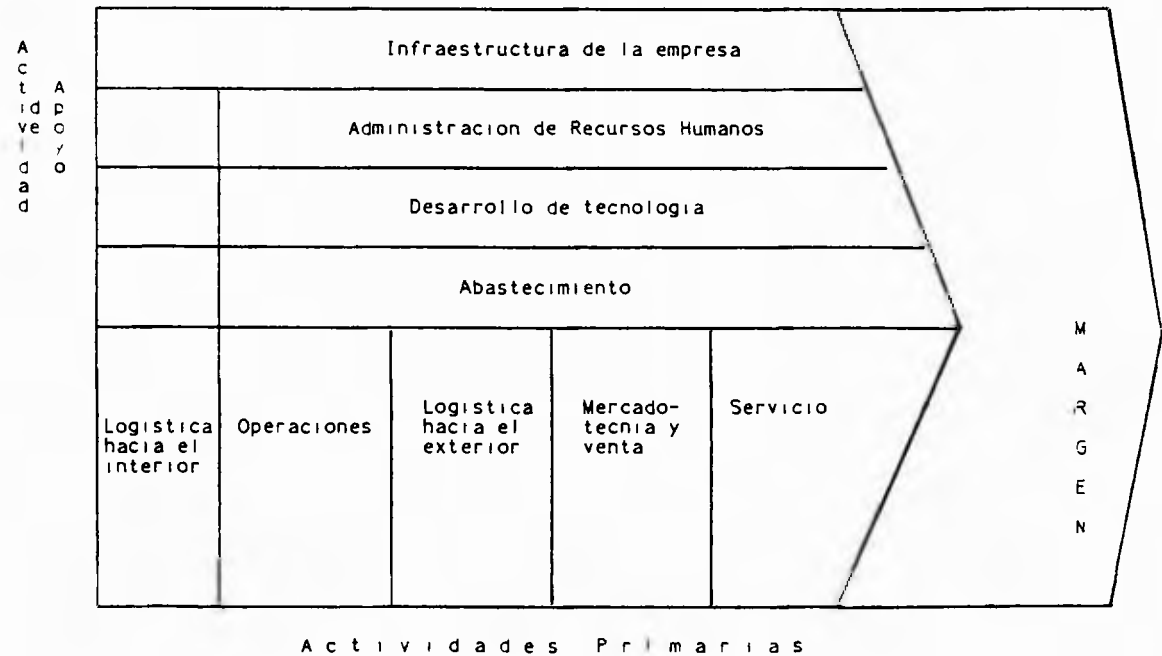 Actividad
de
Apoyo
Infraestructura de la empresa
Administracion de Recursos Humanos
Desarrollo de tecnologia
Abastecimiento
Logistica
hacia el
interior
Operaciones
Logistica
hacia el
exterior
Mercado-
tecnia y
venta
Servicio
MARGEN
Actividades Primarias